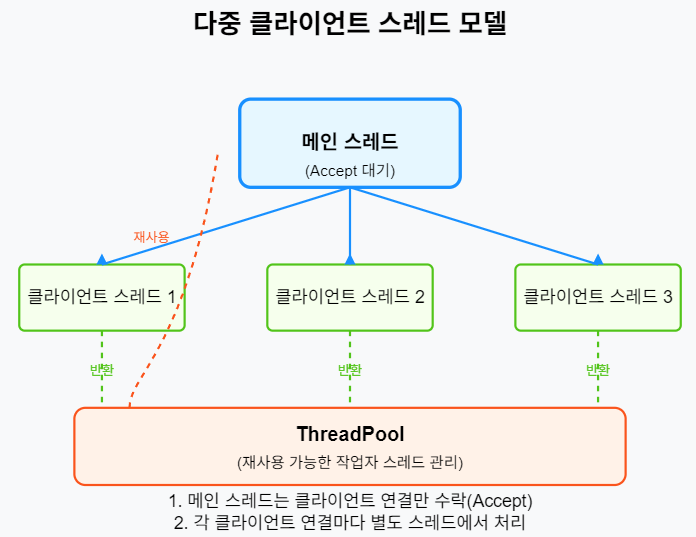 다중 클라이언트 스레드 모델
메인 스레드
(Accept 대기)
재사용
클라이언트 스레드 1
클라이언트 스레드 2
클라이언트 스레드 3
반환
반환
반환
ThreadPool
(재사용 가능한 작업자 스레드 관리)
1. 메인 스레드는 클라이언트 연결만 수락(Accept)
2. 각 클라이언트 연결마다 별도 스레드에서 처리